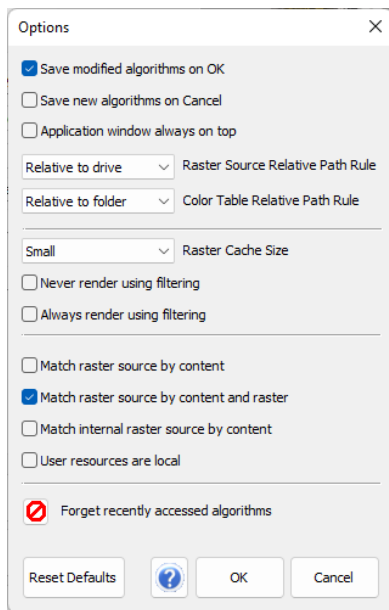 Options
Save modified algorithms on OK
Save new algorithms on Cancel
Application window always on top
Relative to drive Raster Source Relative Path Rule
Relative to folder Color Table Relative Path Rule
Small Raster Cache Size
Never render using filtering
Always render using filtering
Match raster source by content
Match raster source by content and raster
Match internal raster source by content
User resources are local
Forget recently accessed algorithms
Reset Defaults ? OK Cancel